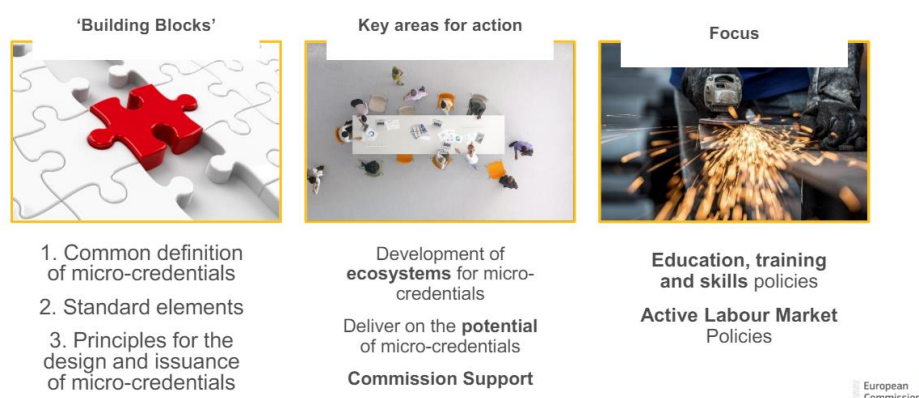 'Building Blocks'
1. Common definition
of micro-credentials
2. Standard elements
3. Principles for the
design and issuance
of micro-credentials
Key areas for action
Development of
ecosystems for micro-
credentials
Deliver on the potential
of micro-credentials
Commission Support
Focus
Education, training
and skills policies
Active Labour Market
Policies
European
Commission